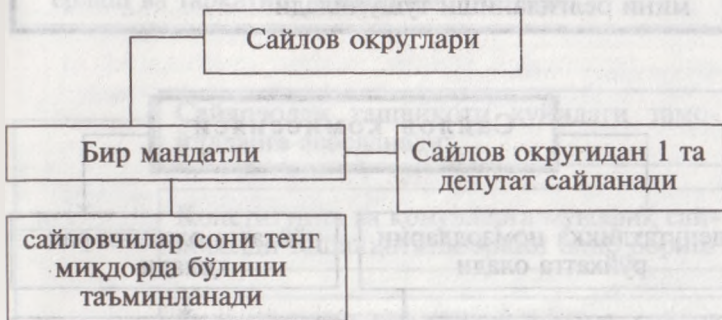 Сайлов округлари
Бир мандатли
Сайлов округидан 1 та
депутат сайланади
сайловчилар сони тенг
миқдорда бўлиши
таъминланади